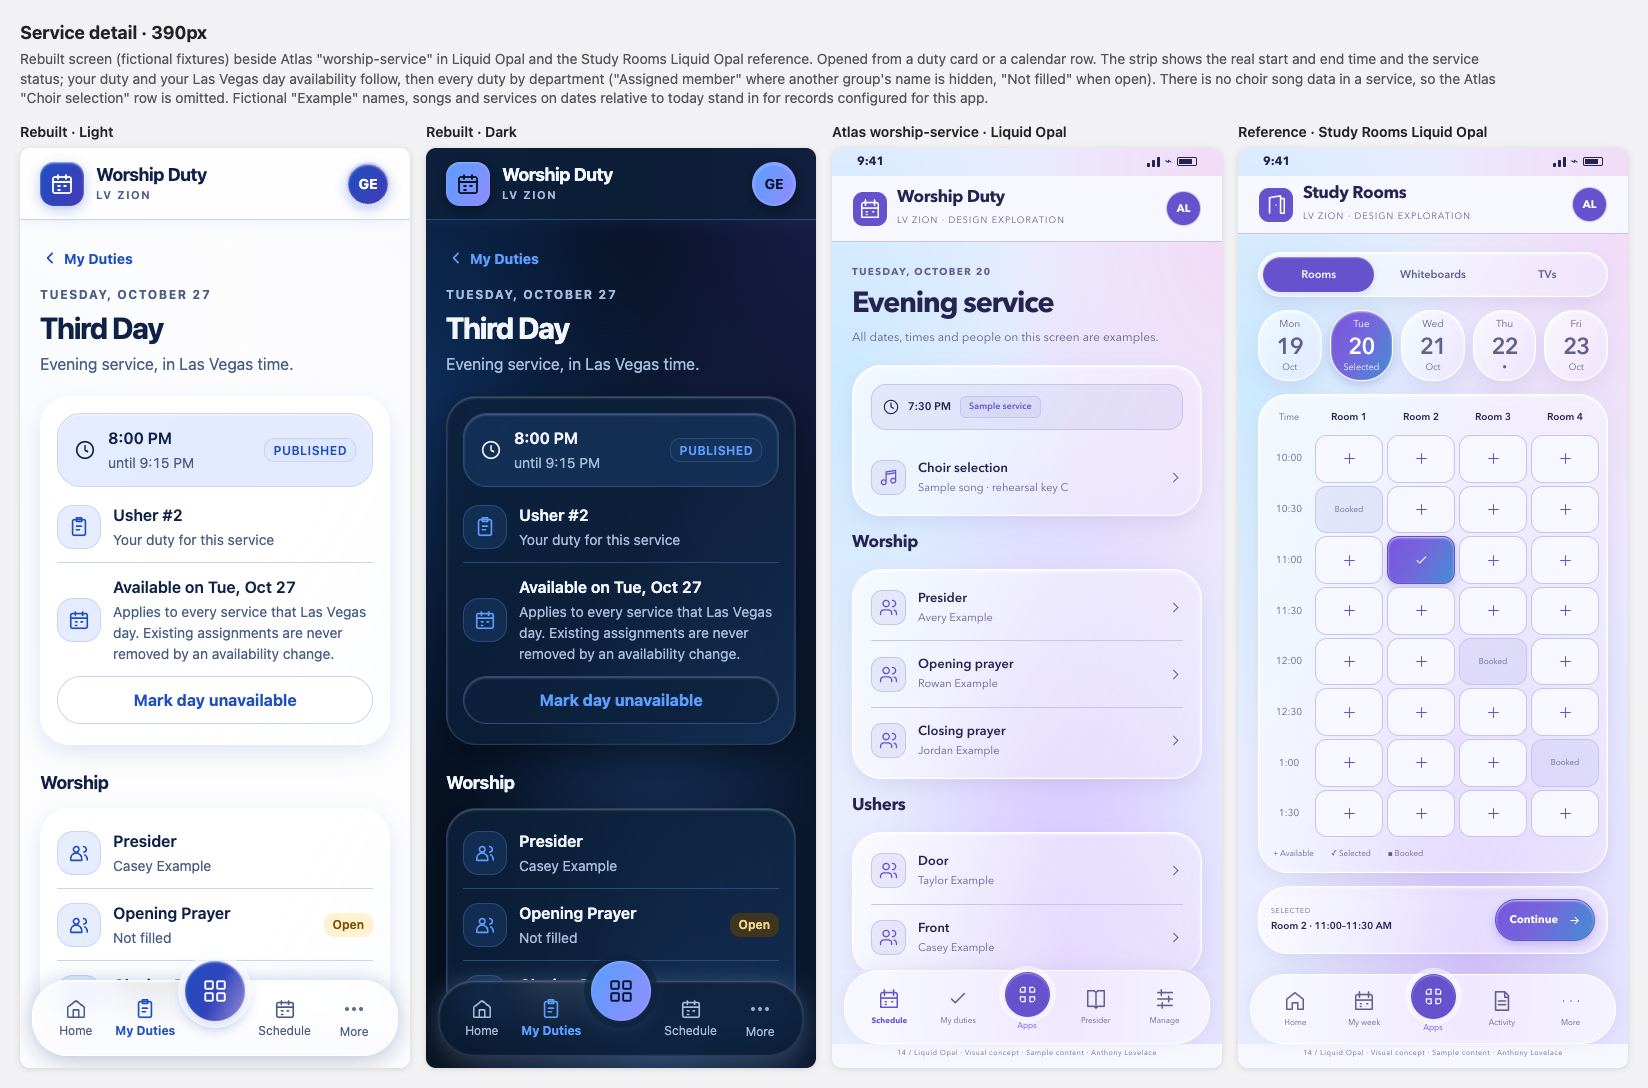 Service detail · 390px
Rebuilt screen (fictional fixtures) beside Atlas "worship-service" in Liquid Opal and the Study Rooms Liquid Opal reference. Opened from a duty card or a calendar row. The strip shows the real start and end time and the service
status; your duty and your Las Vegas day availability follow, then every duty by department ("Assigned member" where another group's name is hidden, "Not filled" when open). There is no choir song data in a service, so the Atlas
"Choir selection" row is omitted. Fictional "Example" names, songs and services on dates relative to today stand in for records configured for this app.
Rebuilt · Light
Worship Duty
LV ZION
GE
My Duties
TUESDAY, OCTOBER 27
Third Day
Evening service, in Las Vegas time.
8:00 PM
until 9:15 PM
PUBLISHED
Usher #2
Your duty for this service
Available on Tue, Oct 27
Applies to every service that Las Vegas
day. Existing assignments are never
removed by an availability change.
Mark day unavailable
Worship
Presider
Casey Example
Opening Prayer
Not filled
Open
Home
My Duties
Schedule
More
Rebuilt · Dark
Worship Duty
LV ZION
GE
My Duties
TUESDAY, OCTOBER 27
Third Day
Evening service, in Las Vegas time.
8:00 PM
until 9:15 PM
PUBLISHED
Usher #2
Your duty for this service
Available on Tue, Oct 27
Applies to every service that Las Vegas
day. Existing assignments are never
removed by an availability change.
Mark day unavailable
Worship
Presider
Casey Example
Opening Prayer
Not filled
Open
Home
My Duties
Schedule
More
Atlas worship-service · Liquid Opal
9:41
Worship Duty
LV ZION · DESIGN EXPLORATION
AL
TUESDAY, OCTOBER 20
Evening service
All dates, times and people on this screen are examples.
7:30 PM
Sample service
Choir selection
Sample song · rehearsal key C
Worship
Presider
Avery Example
Opening prayer
Rowan Example
Closing prayer
Jordan Example
Ushers
Door
Taylor Example
Front
Casey Example
Schedule
My duties
Apps
Presider
Manage
14 / Liquid Opal · Visual concept · Sample content · Anthony Lovelace
Reference · Study Rooms Liquid Opal
9:41
Study Rooms
LV ZION · DESIGN EXPLORATION
AL
Rooms Whiteboards TVs
Mon Tue Wed Thu Fri
19 20 21 22 23
Oct Selected Oct • Oct
Time Room 1 Room 2 Room 3 Room 4
10:00 + + + +
10:30 Booked + + +
11:00 + ✓ + +
11:30 + + + +
12:00 + + Booked +
12:30 + + + +
1:00 + + + Booked
1:30 + + + +
+ Available ✓ Selected ■ Booked
SELECTED
Room 2 · 11:00–11:30 AM
Continue →
Home
My week
Apps
Activity
More
14 / Liquid Opal · Visual concept · Sample content · Anthony Lovelace